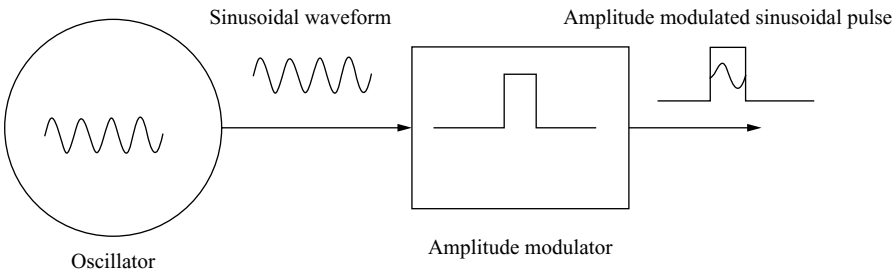 Sinusoidal waveform
Amplitude modulated sinusoidal pulse
Oscillator
Amplitude modulator